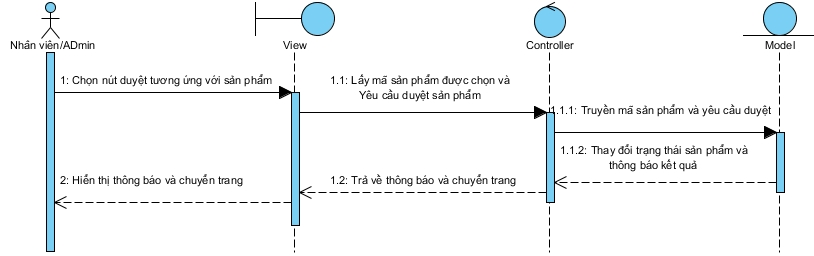 Nhân viên/ADmin
View
Controller
Model
1: Chọn nút duyệt tương ứng với sản phẩm
1.1: Lấy mã sản phẩm được chọn và
Yêu cầu duyệt sản phẩm
1.1.1: Truyền mã sản phẩm và yêu cầu duyệt
1.1.2: Thay đổi trạng thái sản phẩm và
thông báo kết quả
1.2: Trả về thông báo và chuyển trang
2: Hiển thị thông báo và chuyển trang